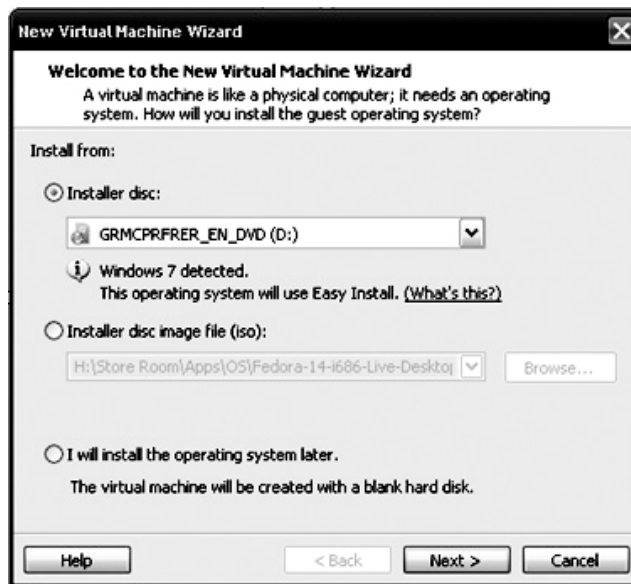 New Virtual Machine Wizard
Welcome to the New Virtual Machine Wizard
A virtual machine is like a physical computer; it needs an operating
system. How will you install the guest operating system?
Install from:
Installer disc:
GRMCPRFRER_EN_DVD (D:)
Windows 7 detected.
This operating system will use Easy Install. (What's this?)
Installer disc image file (iso):
H:\Store Room\Apps\OS\Fedora-14-i686-Live-Desktop
Browse...
I will install the operating system later.
The virtual machine will be created with a blank hard disk.
Help
< Back
Next >
Cancel